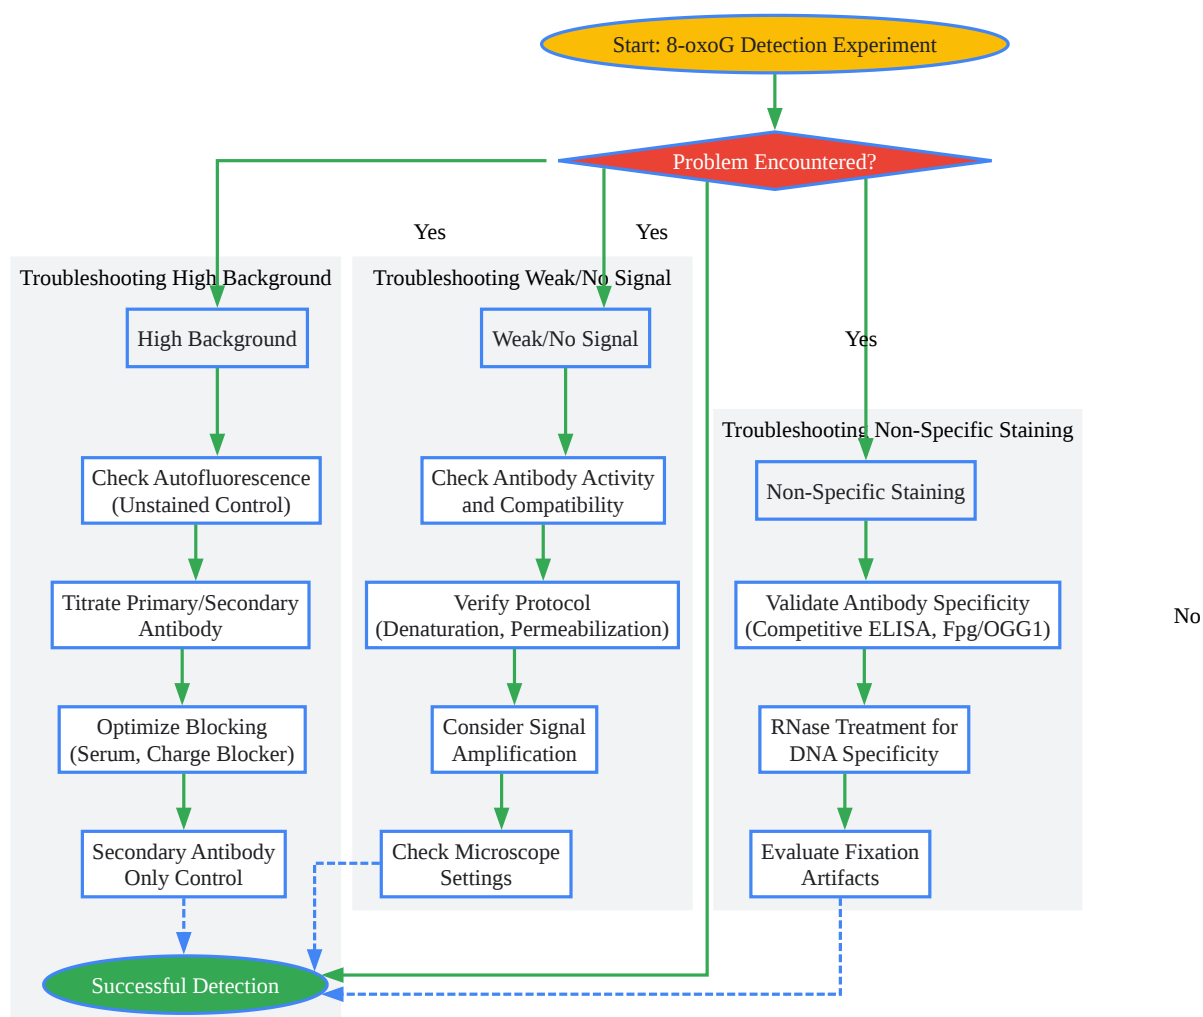 Start: 8-oxoG Detection Experiment
Problem Encountered?
Yes
Yes
Troubleshooting High Background
Troubleshooting Weak/No Signal
High Background
Weak/No Signal
Yes
Troubleshooting Non-Specific Staining
Check Autofluorescence
(Unstained Control)
Check Antibody Activity
and Compatibility
Non-Specific Staining
Titrate Primary/Secondary
Antibody
Verify Protocol
(Denaturation, Permeabilization)
Validate Antibody Specificity
(Competitive ELISA, Fpg/OGG1)
No
Optimize Blocking
(Serum, Charge Blocker)
Consider Signal
Amplification
RNase Treatment for
DNA Specificity
Secondary Antibody
Only Control
Check Microscope
Settings
Evaluate Fixation
Artifacts
Successful Detection